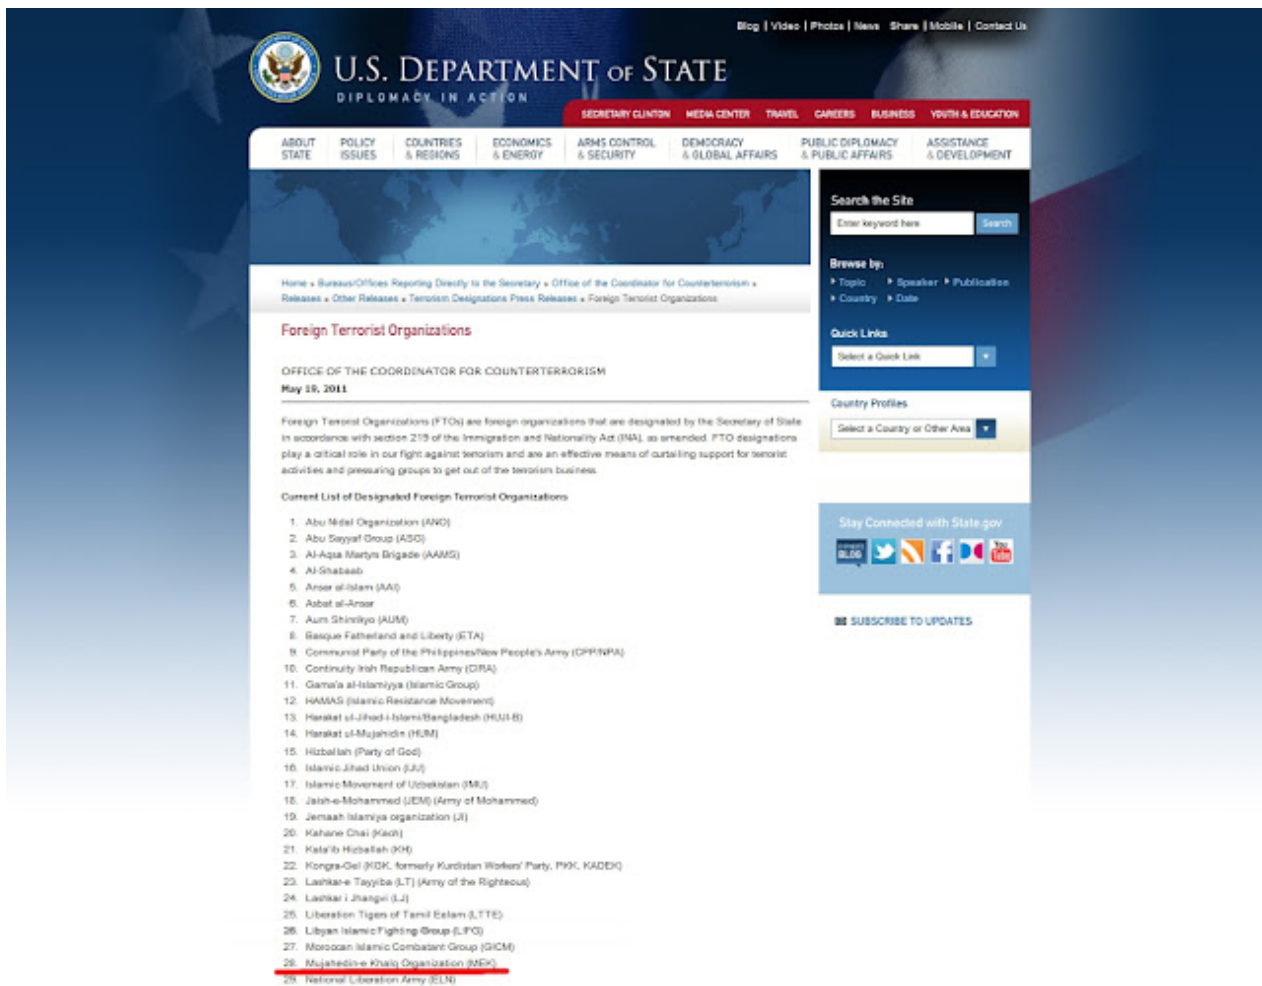 Blog | Video | Photos | News Share | Mobile | Contact Us
U.S. DEPARTMENT OF STATE
DIPLOMACY IN ACTION
SECRETARY CLINTON MEDIA CENTER TRAVEL CAREERS BUSINESS YOUTH & EDUCATION
ABOUT STATE
POLICY ISSUES
COUNTRIES & REGIONS
ECONOMICS & ENERGY
ARMS CONTROL & SECURITY
DEMOCRACY & GLOBAL AFFAIRS
PUBLIC DIPLOMACY & PUBLIC AFFAIRS
ASSISTANCE & DEVELOPMENT
Home » Bureaus/Offices Reporting Directly to the Secretary » Office of the Coordinator for Counterterrorism »
Releases » Other Releases » Terrorism Designations Press Releases » Foreign Terrorist Organizations
Foreign Terrorist Organizations
OFFICE OF THE COORDINATOR FOR COUNTERTERRORISM
May 19, 2011
Foreign Terrorist Organizations (FTOs) are foreign organizations that are designated by the Secretary of State
in accordance with section 219 of the Immigration and Nationality Act (INA), as amended. FTO designations
play a critical role in our fight against terrorism and are an effective means of curtailing support for terrorist
activities and pressuring groups to get out of the terrorism business.
Current List of Designated Foreign Terrorist Organizations
1. Abu Nidal Organization (ANO)
2. Abu Sayyaf Group (ASG)
3. Al-Aqsa Martyrs Brigade (AAMS)
4. Al-Shabaab
5. Ansar al-Islam (AAI)
6. Asbat al-Ansar
7. Aum Shinrikyo (AUM)
8. Basque Fatherland and Liberty (ETA)
9. Communist Party of the Philippines/New People's Army (CPP/NPA)
10. Continuity Irish Republican Army (CIRA)
11. Gama'a al-Islamiyya (Islamic Group)
12. HAMAS (Islamic Resistance Movement)
13. Harakat ul-Jihad-i-Islami/Bangladesh (HUJI-B)
14. Harakat ul-Mujahidin (HUM)
15. Hizballah (Party of God)
16. Islamic Jihad Union (IJU)
17. Islamic Movement of Uzbekistan (IMU)
18. Jaish-e-Mohammed (JEM) (Army of Mohammed)
19. Jemaah Islamiya organization (JI)
20. Kahane Chai (Kach)
21. Kata'ib Hizballah (KH)
22. Kongra-Gel (KGK, formerly Kurdistan Workers' Party, PKK, KADEK)
23. Lashkar-e Tayyiba (LT) (Army of the Righteous)
24. Lashkar i Jhangvi (LJ)
25. Liberation Tigers of Tamil Eelam (LTTE)
26. Libyan Islamic Fighting Group (LIFG)
27. Moroccan Islamic Combatant Group (GICM)
28. Mujahedin-e Khalq Organization (MEK)
29. National Liberation Army (ELN)
Search the Site
Enter keyword here Search
Browse by:
Topic Speaker Publication
Country Date
Quick Links
Select a Quick Link
Country Profiles
Select a Country or Other Area
Stay Connected with State.gov
BLOG
You Tube
SUBSCRIBE TO UPDATES